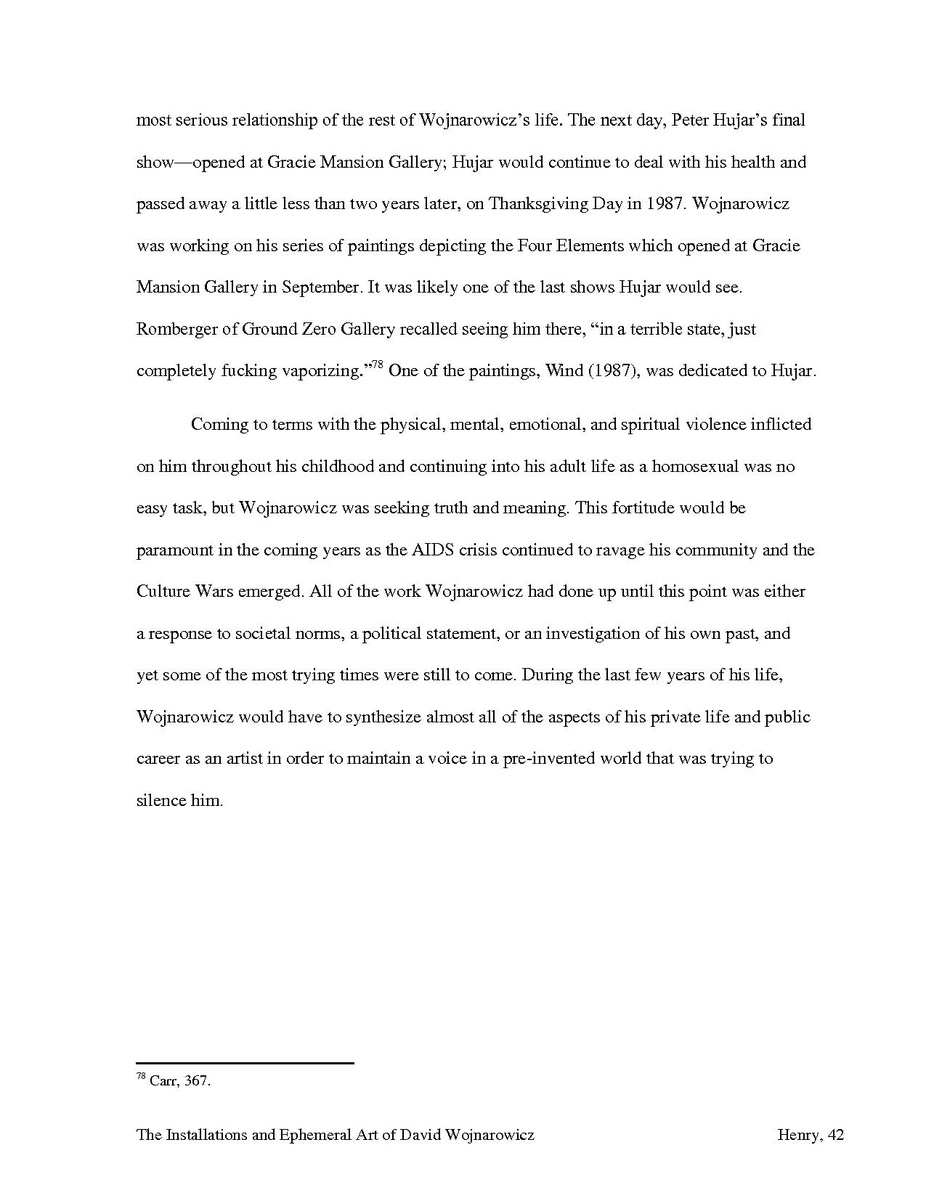 most serious relationship of the rest of Wojnarowicz’s life. The next day, Peter Hujar’s final
show—opened at Gracie Mansion Gallery; Hujar would continue to deal with his health and
passed away a little less than two years later, on Thanksgiving Day in 1987. Wojnarowicz
was working on his series of paintings depicting the Four Elements which opened at Gracie
Mansion Gallery in September. It was likely one of the last shows Hujar would see.
Romberger of Ground Zero Gallery recalled seeing him there, “in a terrible state, just
completely fucking vaporizing.”78 One of the paintings, Wind (1987), was dedicated to Hujar.
Coming to terms with the physical, mental, emotional, and spiritual violence inflicted
on him throughout his childhood and continuing into his adult life as a homosexual was no
easy task, but Wojnarowicz was seeking truth and meaning. This fortitude would be
paramount in the coming years as the AIDS crisis continued to ravage his community and the
Culture Wars emerged. All of the work Wojnarowicz had done up until this point was either
a response to societal norms, a political statement, or an investigation of his own past, and
yet some of the most trying times were still to come. During the last few years of his life,
Wojnarowicz would have to synthesize almost all of the aspects of his private life and public
career as an artist in order to maintain a voice in a pre-invented world that was trying to
silence him.
78 Carr, 367.
The Installations and Ephemeral Art of David Wojnarowicz Henry, 42